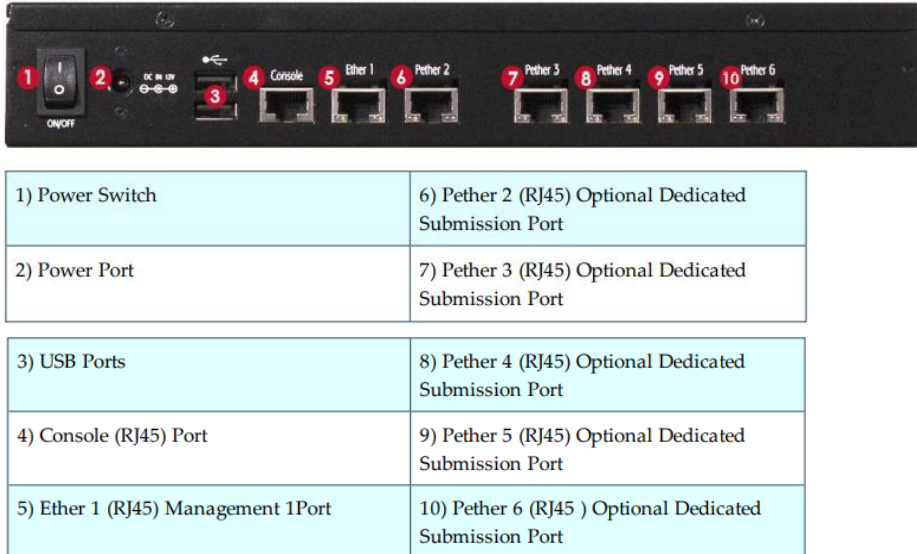 1
2
3
4
5
6
7
8
9
10
ON/OFF
DC IN 12V
Console
Ether 1
Pether 2
Pether 3
Pether 4
Pether 5
Pether 6
1) Power Switch
6) Pether 2 (RJ45) Optional Dedicated
Submission Port
2) Power Port
7) Pether 3 (RJ45) Optional Dedicated
Submission Port
3) USB Ports
8) Pether 4 (RJ45) Optional Dedicated
Submission Port
4) Console (RJ45) Port
9) Pether 5 (RJ45) Optional Dedicated
Submission Port
5) Ether 1 (RJ45) Management 1Port
10) Pether 6 (RJ45 ) Optional Dedicated
Submission Port